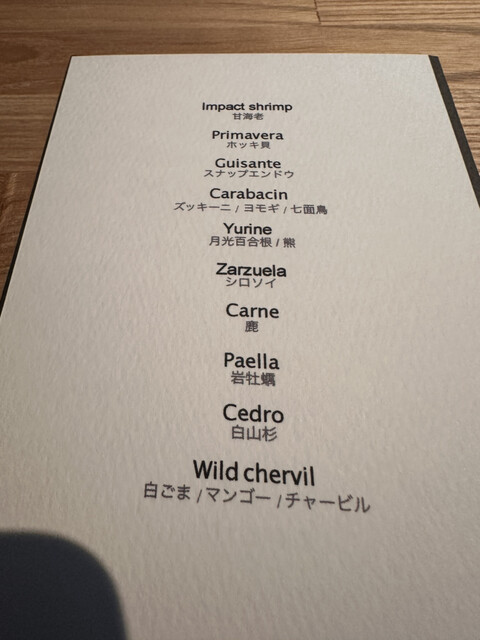 Impact shrimp
甘海老
Primavera
ホッキ貝
Guisante
スナップエンドウ
Carabacin
ズッキーニ / ヨモギ / 七面鳥
Yurine
月光百合根 / 熊
Zarzuela
シロソイ
Carne
鹿
Paella
岩牡蠣
Cedro
白山杉
Wild chervil
白ごま / マンゴー / チャービル